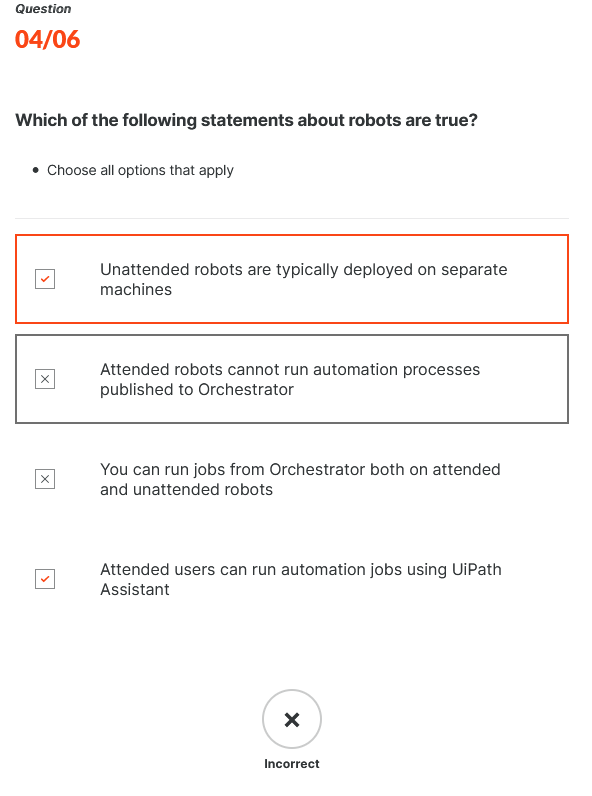 Question
04/06
Which of the following statements about robots are true?
• Choose all options that apply
Unattended robots are typically deployed on separate
machines
Attended robots cannot run automation processes
published to Orchestrator
You can run jobs from Orchestrator both on attended
and unattended robots
Attended users can run automation jobs using UiPath
Assistant
Incorrect